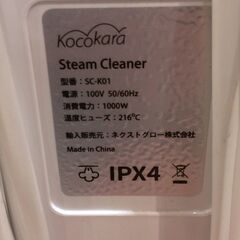 Kocokara
Steam Cleaner
型番：SC-K01
電源：100V 50/60Hz
消費電力：1000W
温度ヒューズ：216℃
輸入販売元：ネクストグロー株式会社
Made in China
IPX4